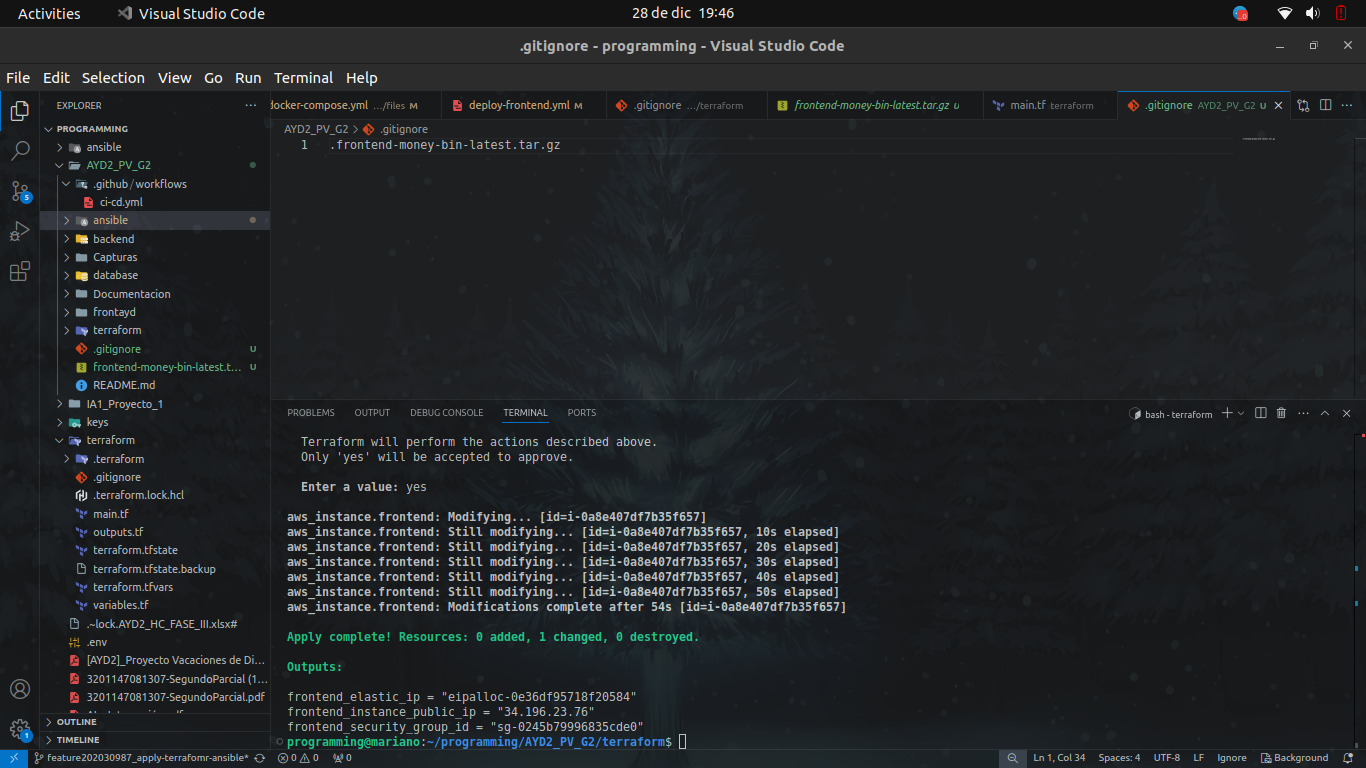 Activities
Visual Studio Code
28 de dic 19:46
.gitignore - programming - Visual Studio Code
File Edit Selection View Go Run Terminal Help
EXPLORER
docker-compose.yml .../files M
deploy-frontend.yml M
.gitignore .../terraform
frontend-money-bin-latest.tar.gz U
main.tf terraform
.gitignore AYD2_PV_G2 U
AYD2_PV_G2 > .gitignore
1 .frontend-money-bin-latest.tar.gz
PROGRAMMING
ansible
AYD2_PV_G2
.github/workflows
ci-cd.yml
ansible
backend
Capturas
database
Documentacion
frontayd
terraform
.gitignore U
frontend-money-bin-latest.t... U
README.md
IA1_Proyecto_1
keys
terraform
.terraform
.gitignore
.terraform.lock.hcl
main.tf
outputs.tf
terraform.tfstate
terraform.tfstate.backup
terraform.tfvars
variables.tf
.~lock.AYD2_HC_FASE_III.xlsx#
.env
[AYD2]_Proyecto Vacaciones de Di...
3201147081307-SegundoParcial (1...
3201147081307-SegundoParcial.pdf
OUTLINE
TIMELINE
5
1
PROBLEMS OUTPUT DEBUG CONSOLE TERMINAL PORTS
bash - terraform
Terraform will perform the actions described above.
Only 'yes' will be accepted to approve.
Enter a value: yes
aws_instance.frontend: Modifying... [id=i-0a8e407df7b35f657]
aws_instance.frontend: Still modifying... [id=i-0a8e407df7b35f657, 10s elapsed]
aws_instance.frontend: Still modifying... [id=i-0a8e407df7b35f657, 20s elapsed]
aws_instance.frontend: Still modifying... [id=i-0a8e407df7b35f657, 30s elapsed]
aws_instance.frontend: Still modifying... [id=i-0a8e407df7b35f657, 40s elapsed]
aws_instance.frontend: Still modifying... [id=i-0a8e407df7b35f657, 50s elapsed]
aws_instance.frontend: Modifications complete after 54s [id=i-0a8e407df7b35f657]
Apply complete! Resources: 0 added, 1 changed, 0 destroyed.
Outputs:
frontend_elastic_ip = "eipalloc-0e36df95718f20584"
frontend_instance_public_ip = "34.196.23.76"
frontend_security_group_id = "sg-0245b79996835cde0"
programming@mariano:~/programming/AYD2_PV_G2/terraform$
feature202030987_apply-terrafomr-ansible*
0 0 0
Ln 1, Col 34
Spaces: 4
UTF-8
LF
Ignore
Background